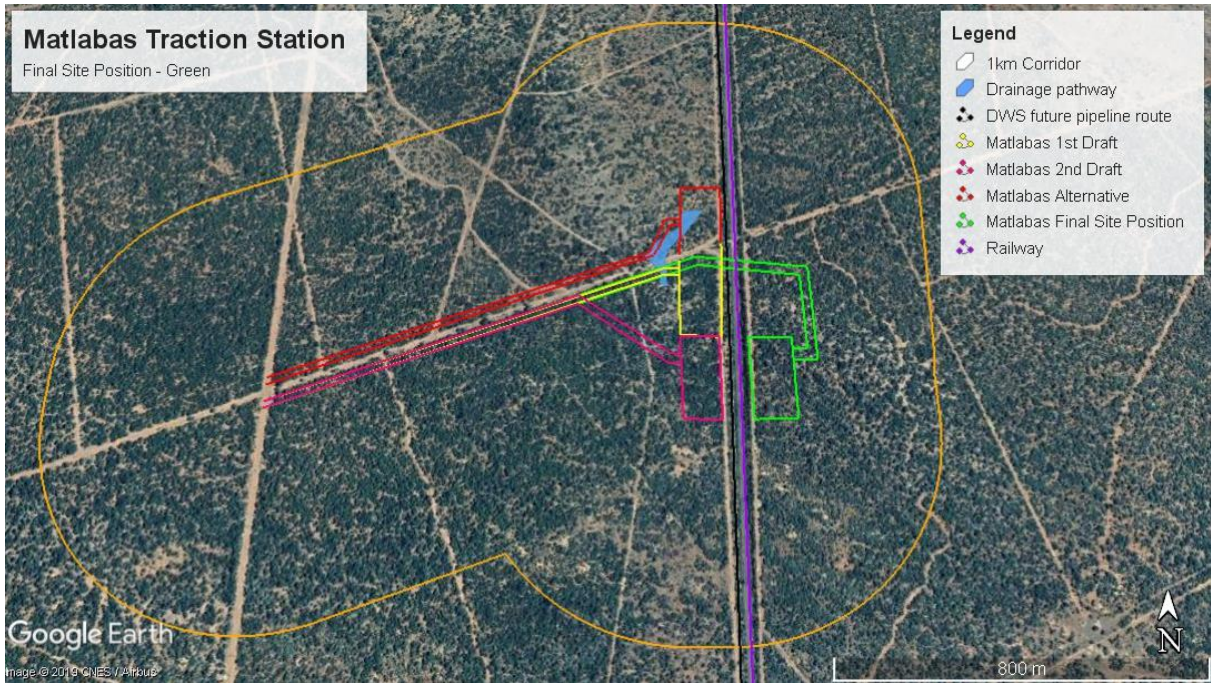 Matlabas Traction Station
Final Site Position - Green
Legend
1km Corridor
Drainage pathway
DWS future pipeline route
Matlabas 1st Draft
Matlabas 2nd Draft
Matlabas Alternative
Matlabas Final Site Position
Railway
Google Earth
Image © 2019 CNES / Airbus
N
800 m